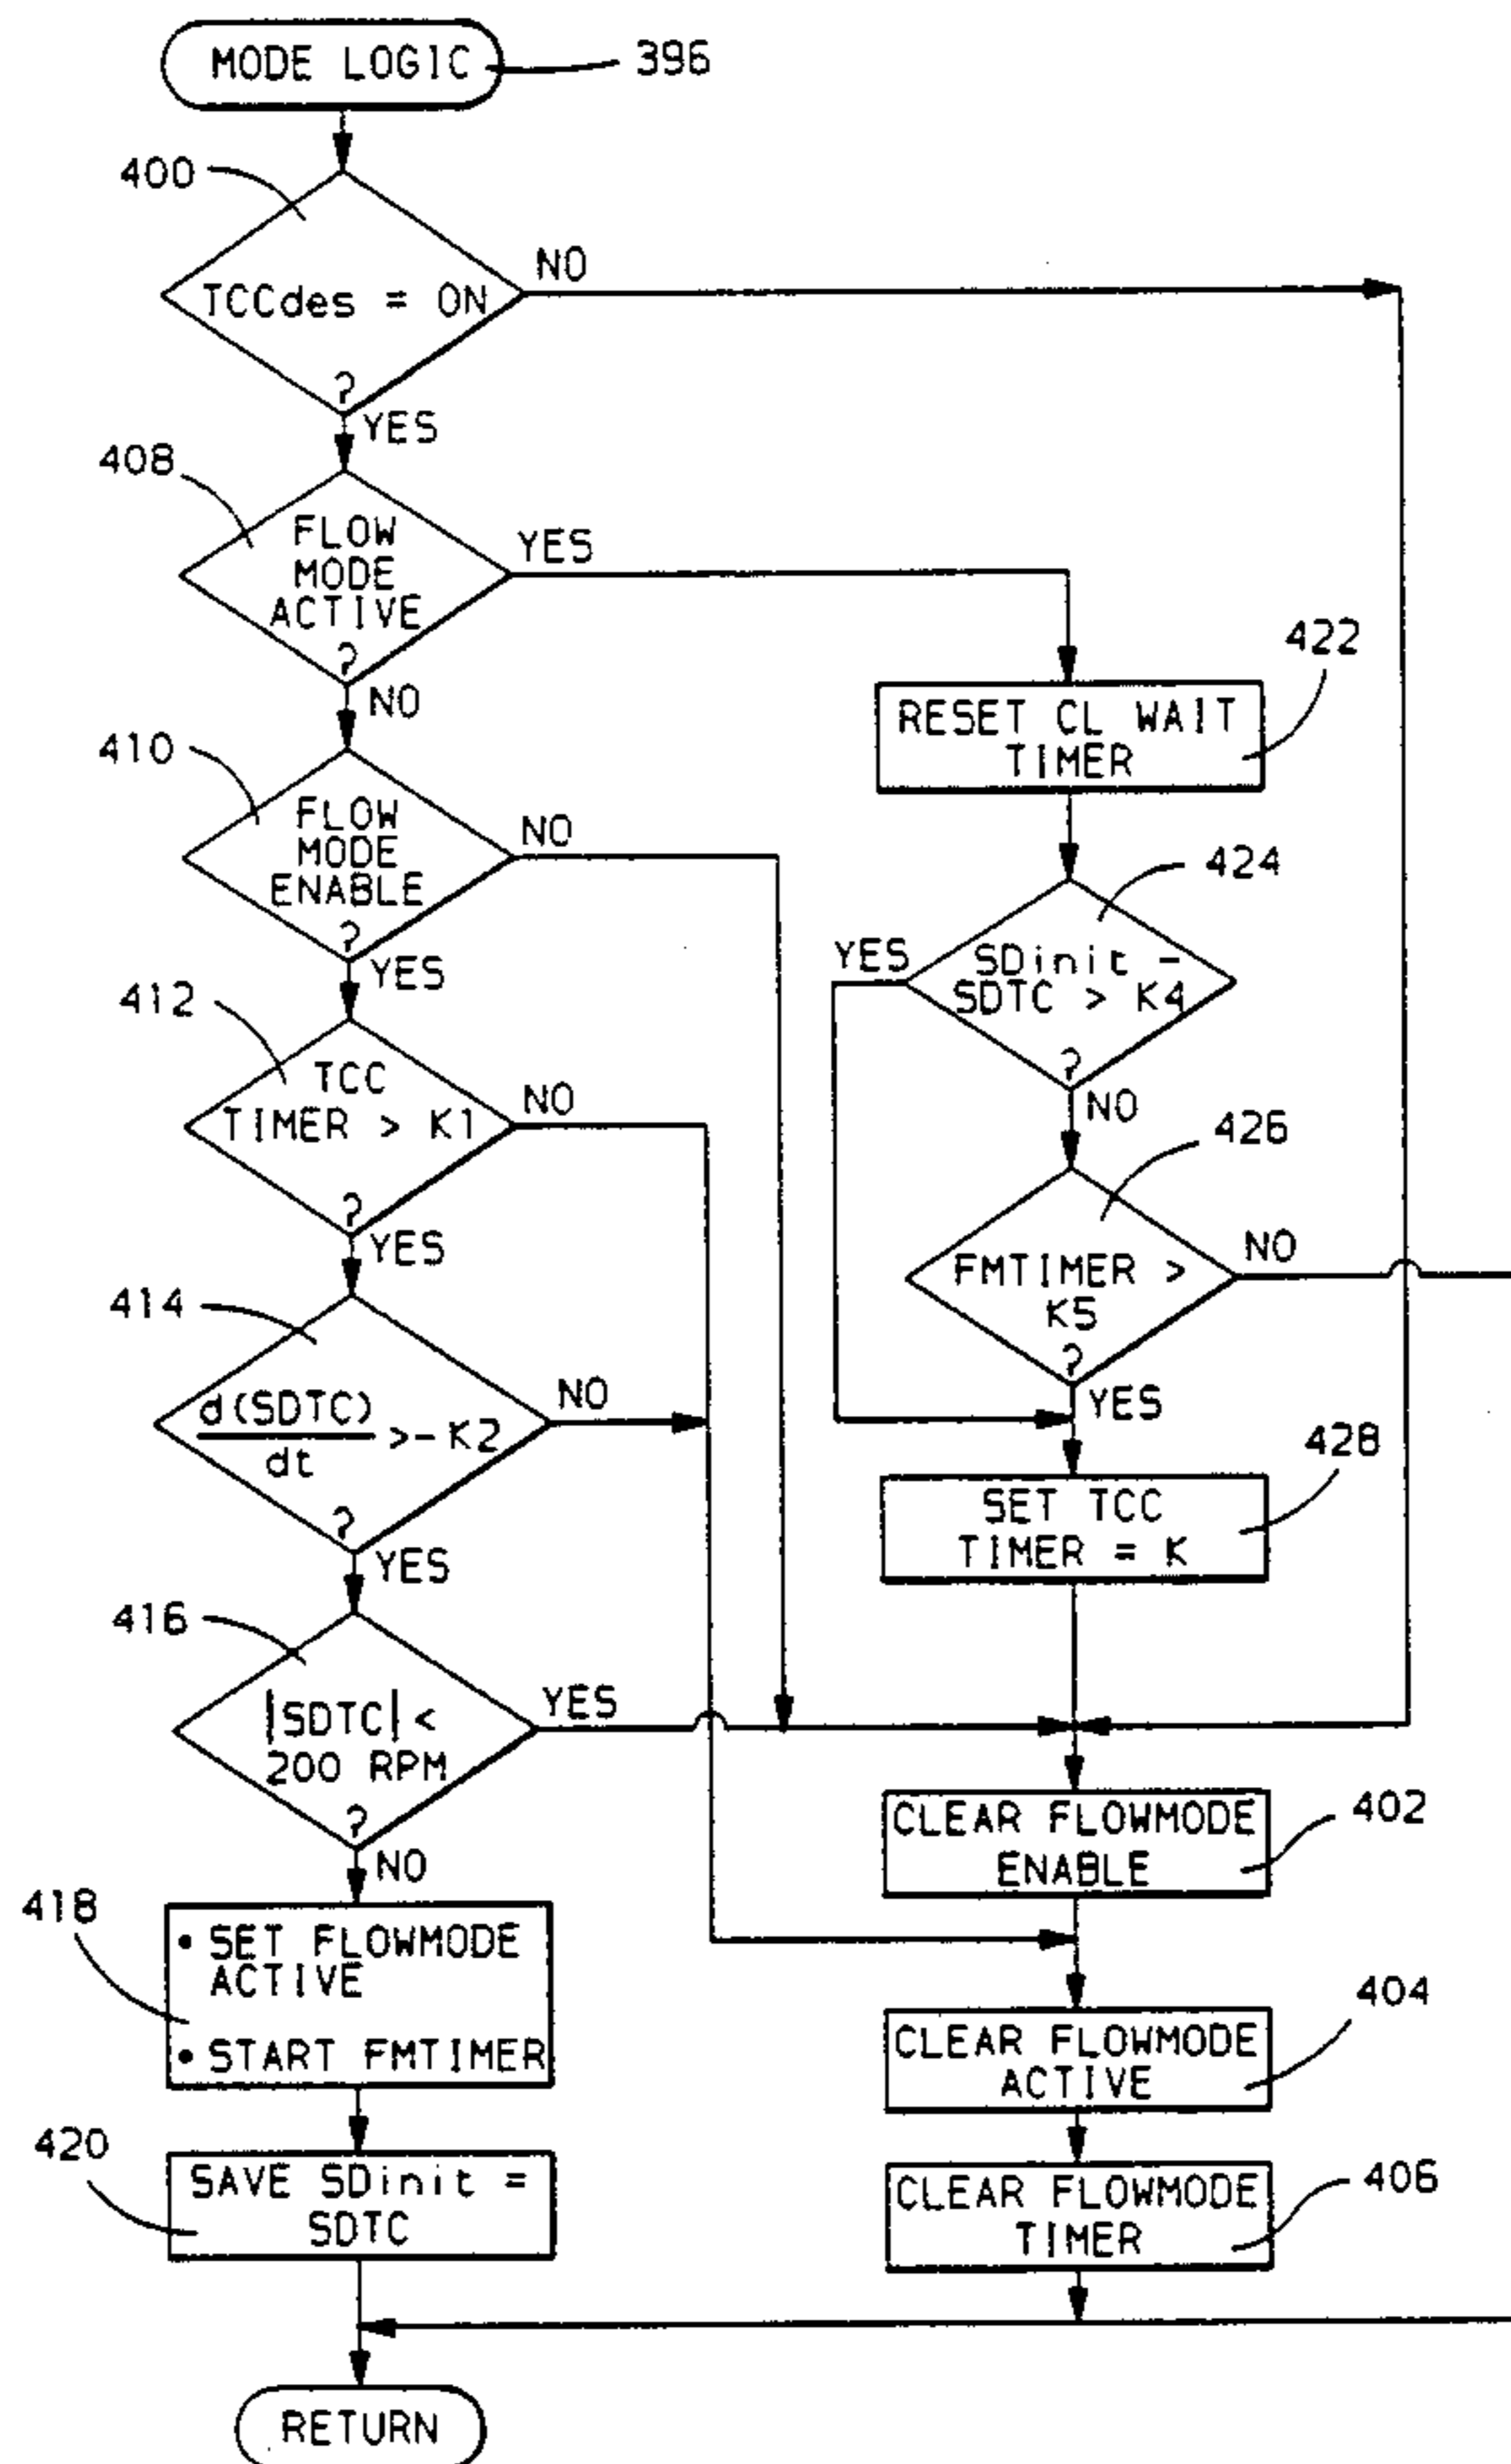 MODE LOGIC
396
400
TCCdes = ON
?
NO
YES
408
FLOW
MODE
ACTIVE
?
YES
NO
422
RESET CL WAIT
TIMER
410
FLOW
MODE
ENABLE
?
NO
YES
424
SDinit -
SDTC > K4
?
YES
NO
412
TCC
TIMER > K1
?
NO
YES
426
FMTIMER >
K5
?
NO
YES
414
d(SDTC)
dt
>-K2
?
NO
YES
428
SET TCC
TIMER = K
416
|SDTC| <
200 RPM
?
YES
NO
402
CLEAR FLOWMODE
ENABLE
418
• SET FLOWMODE
ACTIVE
• START FMTIMER
404
CLEAR FLOWMODE
ACTIVE
420
SAVE SDinit =
SDTC
406
CLEAR FLOWMODE
TIMER
RETURN